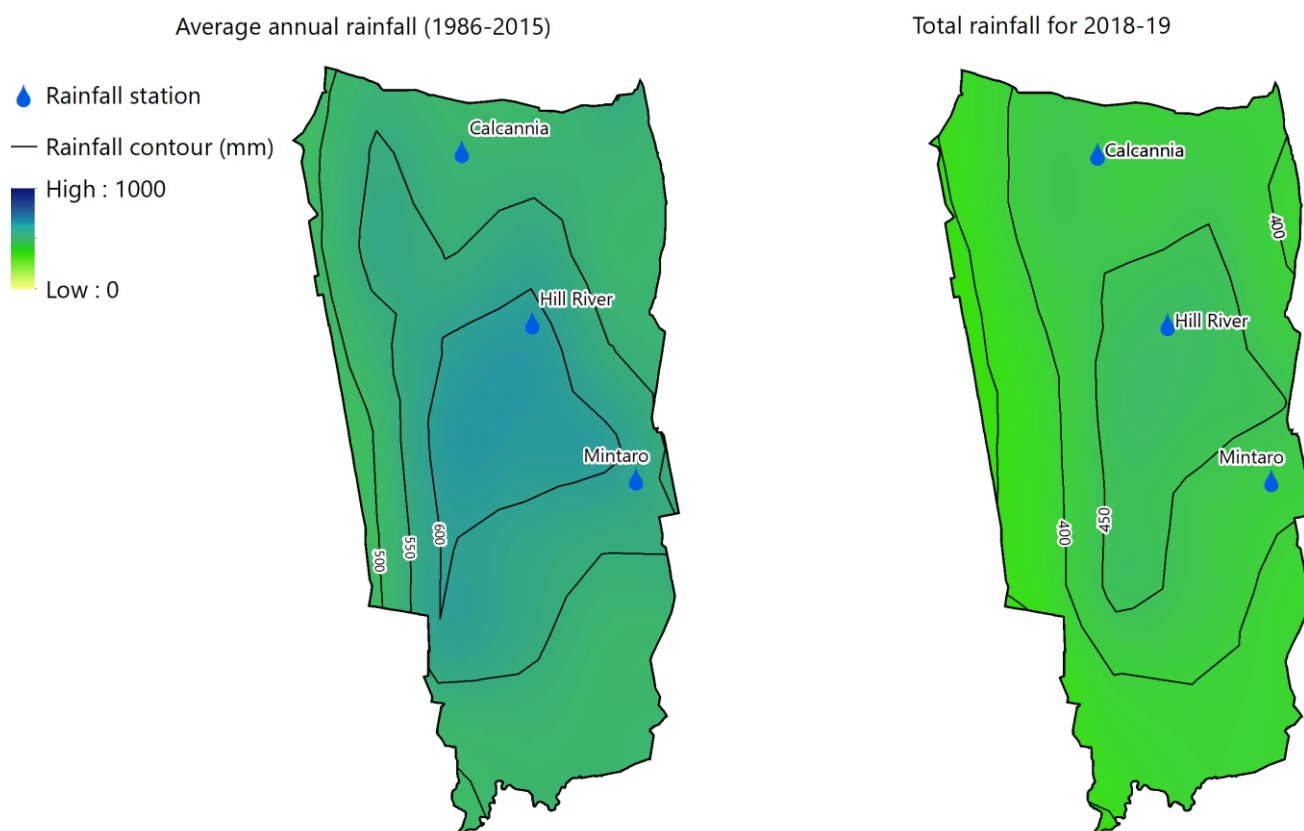 Average annual rainfall (1986-2015)
Total rainfall for 2018-19
Rainfall station
Rainfall contour (mm)
High : 1000
Low : 0
Calcannia
Hill River
Mintaro
500
550
600
Calcannia
400
Hill River
Mintaro
400
450